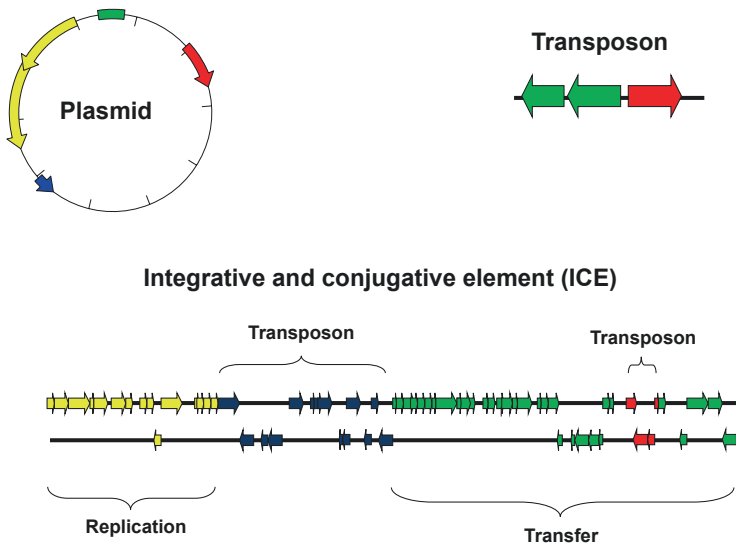 Transposon
Plasmid
Integrative and conjugative element (ICE)
Transposon
Transposon
Replication
Transfer